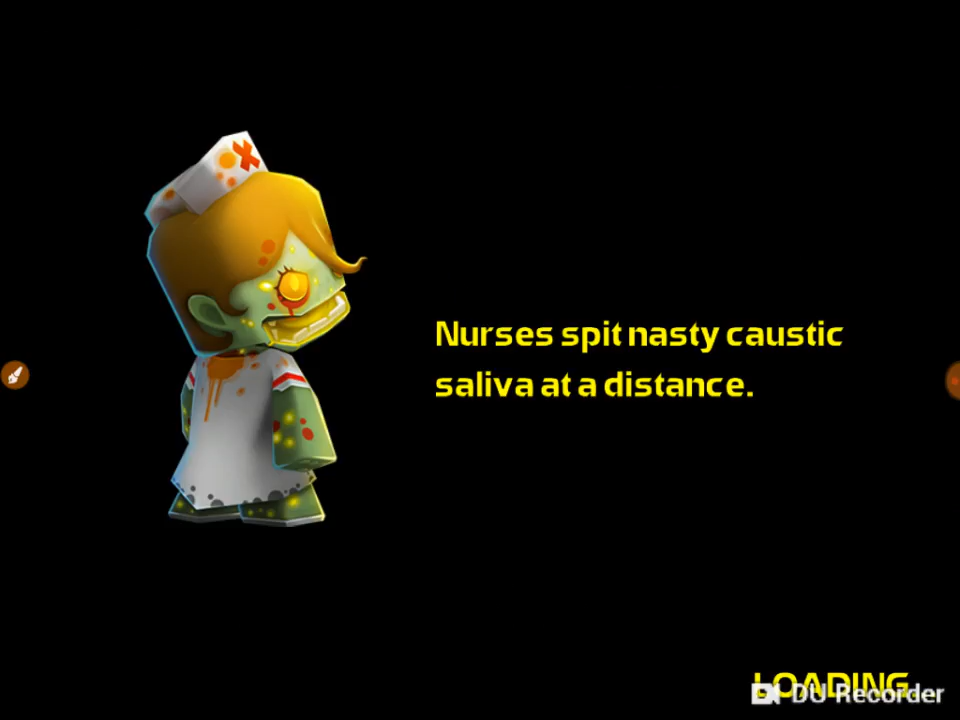 Nurses spit nasty caustic
saliva at a distance.
LOADING
DU Recorder